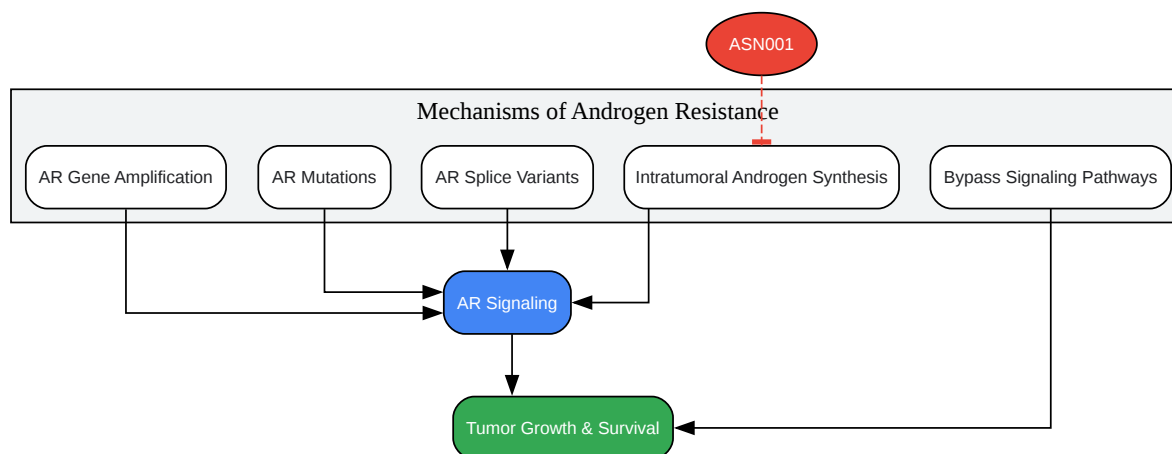 ASN001
Mechanisms of Androgen Resistance
AR Gene Amplification
AR Mutations
AR Splice Variants
Intratumoral Androgen Synthesis
Bypass Signaling Pathways
AR Signaling
Tumor Growth & Survival